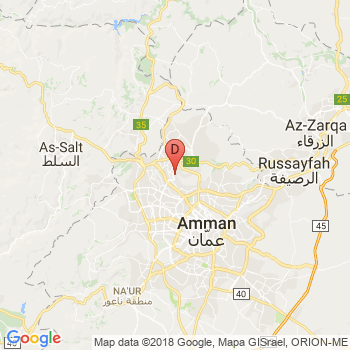 25
Az-Zarqa
الزرقاء
35
D
As-Salt
السلط
30
Russayfah
الرصيفة
Amman
عمان
45
NA'UR
منطقة ناعور
40
40
Google
Map data ©2018 Google, Mapa GISrael, ORION-ME